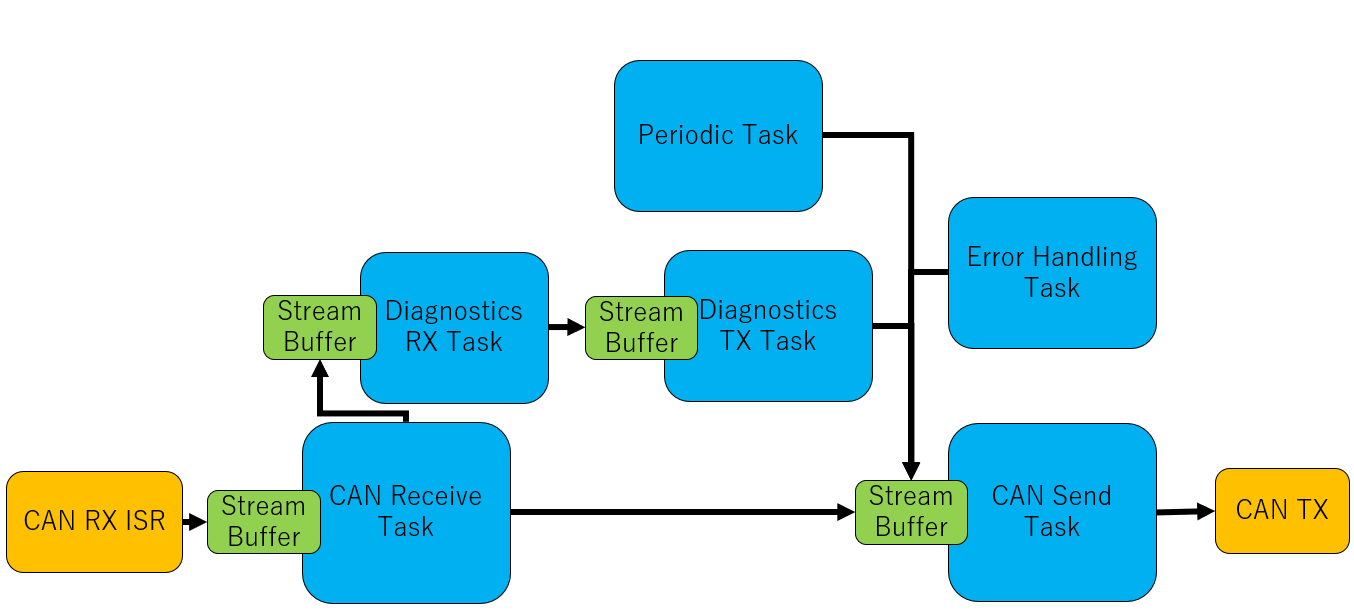 Periodic Task
Error Handling
Task
Stream
Buffer
Diagnostics
RX Task
Stream
Buffer
Diagnostics
TX Task
CAN RX ISR
Stream
Buffer
CAN Receive
Task
Stream
Buffer
CAN Send
Task
CAN TX